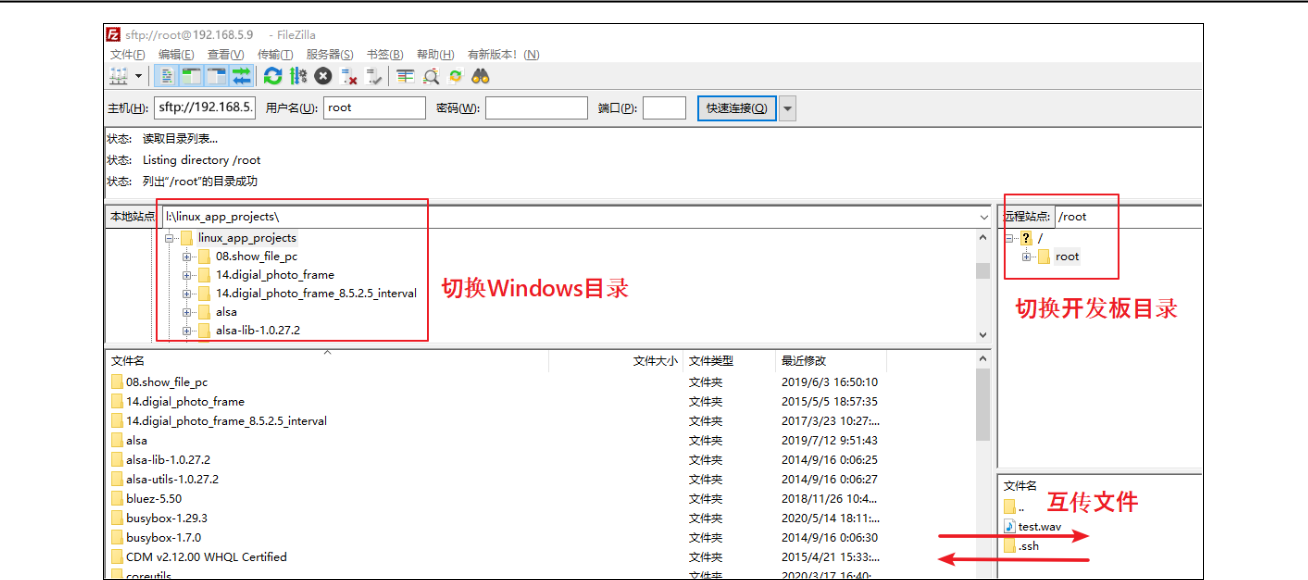 sftp://root@192.168.5.9 - FileZilla
文件(F) 编辑(E) 查看(V) 传输(T) 服务器(S) 书签(B) 帮助(H) 有新版本! (N)
主机(H): sftp://192.168.5. 用户名(U): root 密码(W): 端口(P): 快速连接(Q)
状态: 读取目录列表...
状态: Listing directory /root
状态: 列出"/root"的目录成功
本地站点: I:\linux_app_projects\
linux_app_projects
08.show_file_pc
14.digial_photo_frame
14.digial_photo_frame_8.5.2.5_interval
alsa
alsa-lib-1.0.27.2
切换Windows目录
远程站点: /root
/
root
切换开发板目录
文件名 文件大小 文件类型 最近修改
08.show_file_pc 文件夹 2019/6/3 16:50:10
14.digial_photo_frame 文件夹 2015/5/5 18:57:35
14.digial_photo_frame_8.5.2.5_interval 文件夹 2017/3/23 10:27:...
alsa 文件夹 2019/7/12 9:51:43
alsa-lib-1.0.27.2 文件夹 2014/9/16 0:06:25
alsa-utils-1.0.27.2 文件夹 2014/9/16 0:06:27
bluez-5.50 文件夹 2018/11/26 10:4...
busybox-1.29.3 文件夹 2020/5/14 18:11:...
busybox-1.7.0 文件夹 2014/9/16 0:06:30
CDM v2.12.00 WHQL Certified 文件夹 2015/4/21 15:33:...
coreutils 文件夹 2020/3/17 16:40:
文件名
互传文件
..
test.wav
.ssh